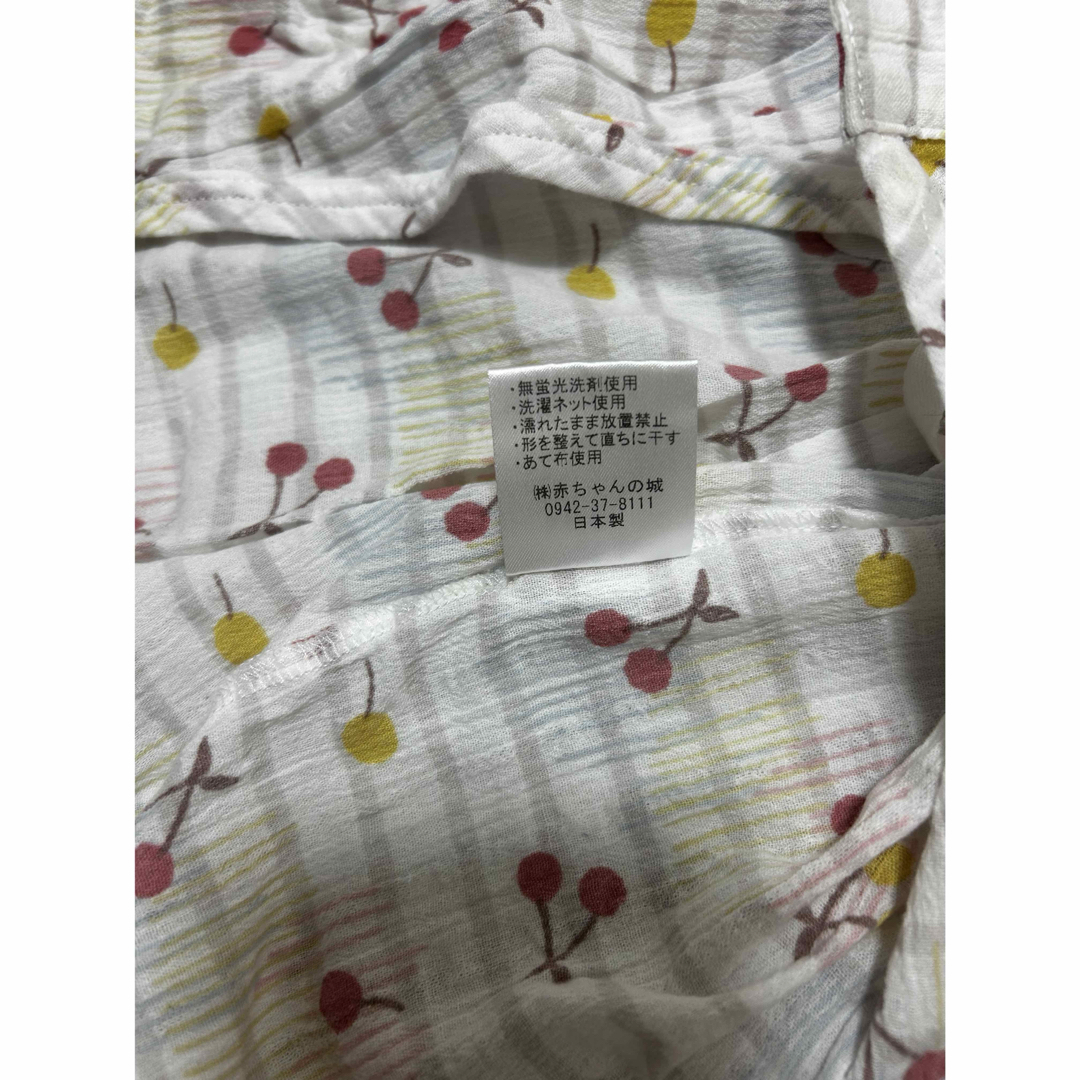 ・無蛍光洗剤使用
・洗濯ネット使用
・濡れたまま放置禁止
・形を整えて直ちに干す
・あて布使用
㈱赤ちゃんの城
0942-37-8111
日本製